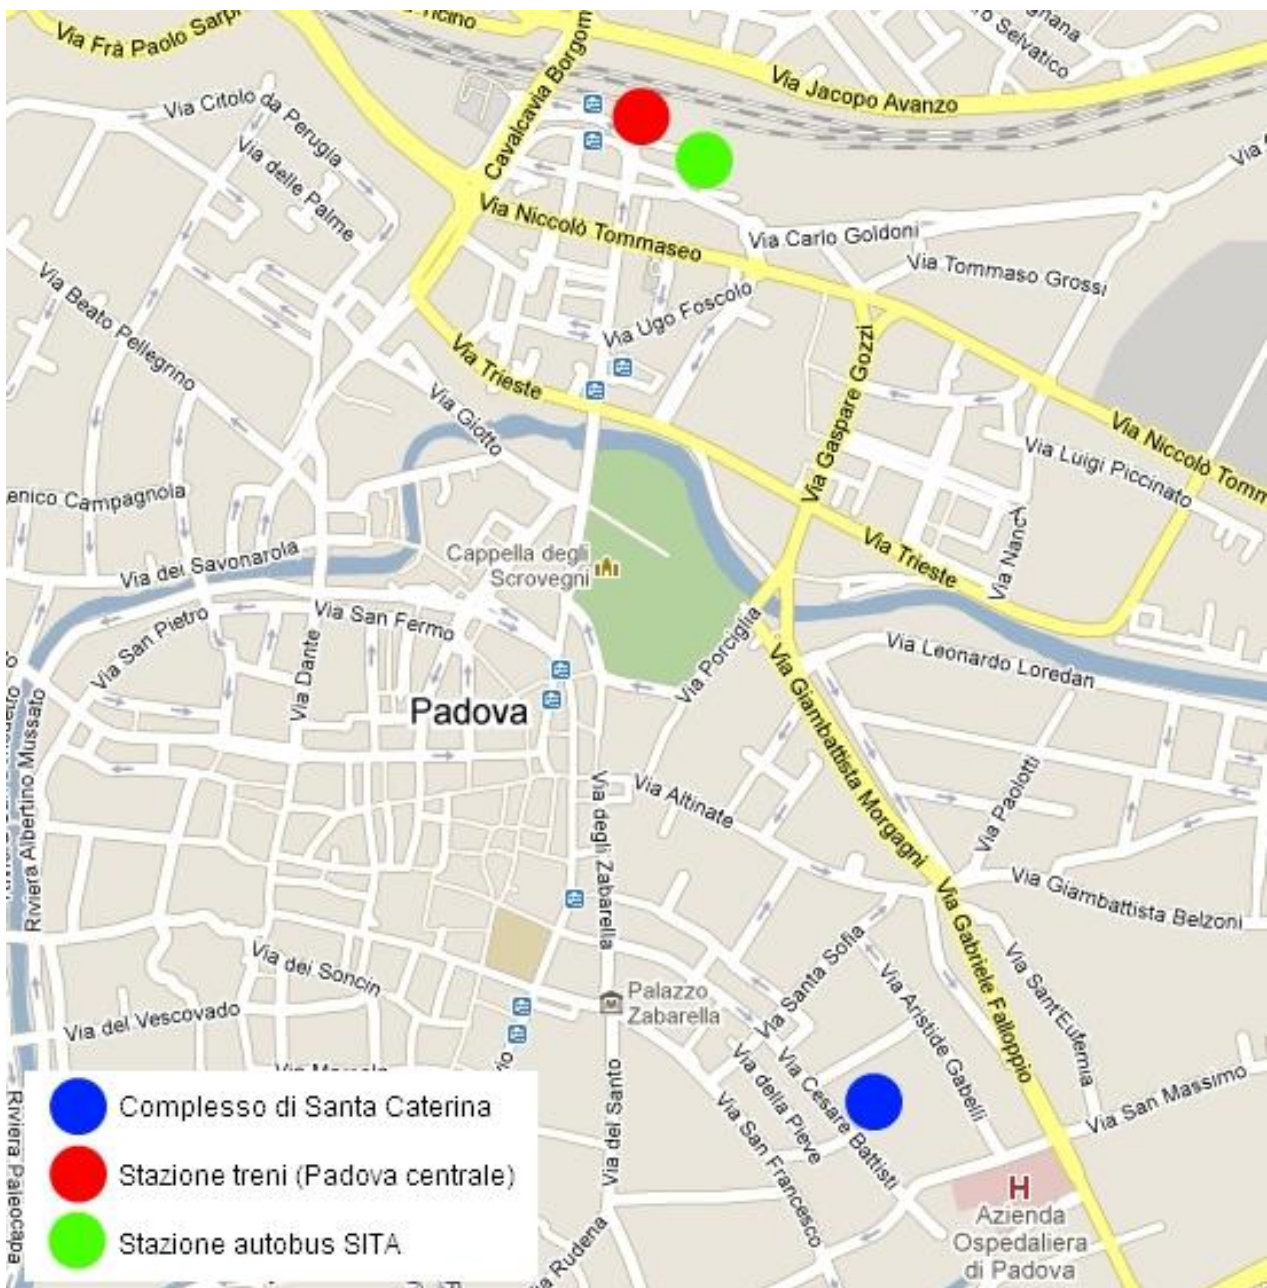 Via Frà Paolo Sarpi
Cavalcavia Borgom
Selvatico
Via Jacopo Avanzo
Via Citolo da Perugia
Via delle Palme
Via Niccolò Tommaseo
Via Carlo Goldoni
Via Tommaso Grossi
Via
Via Beato Pellegrino
Via Ugo Foscolo
Via Trieste
Via Gaspare Gozzi
Via Giotto
Via Niccolò Tomm
Via Luigi Piccinato
enico Campagnola
Via Nancy
Via Trieste
Via dei Savonarola
Cappella degli
Scrovegni
Via San Pietro
Via San Fermo
Via Dante
Via Porciglia
Via Leonardo Loredan
Padova
Riviera Albertino Mussato
Via Giambattista Morgagni
Via Altinate
Via degli Zabarella
Via Paolotti
Via Giambattista Belzoni
Via Gabriele Falloppio
Via Santa Sofia
Via Sant'Eufemia
Via dei Soncin
Via Aristide Gabelli
Palazzo
Zabarella
Via del Vescovado
Via della Pieve
Via Cesare Battisti
Via San Massimo
Via San Francesco
Via del Santo
Riviera Paleocapa
Via Rudena
H
Azienda
Ospedaliera
di Padova
Complesso di Santa Caterina
Stazione treni (Padova centrale)
Stazione autobus SITA